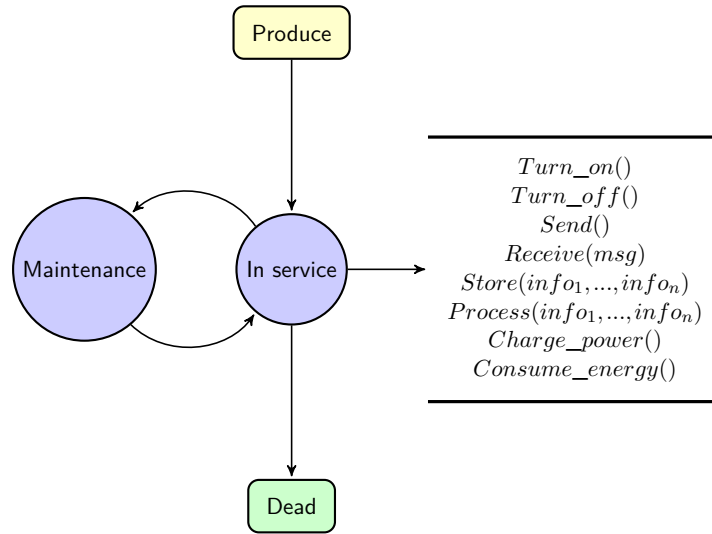 Produce
Maintenance
In service
Turn_on()
Turn_off()
Send()
Receive(msg)
Store(info₁, ..., infoₙ)
Process(info₁, ..., infoₙ)
Charge_power()
Consume_energy()
Dead